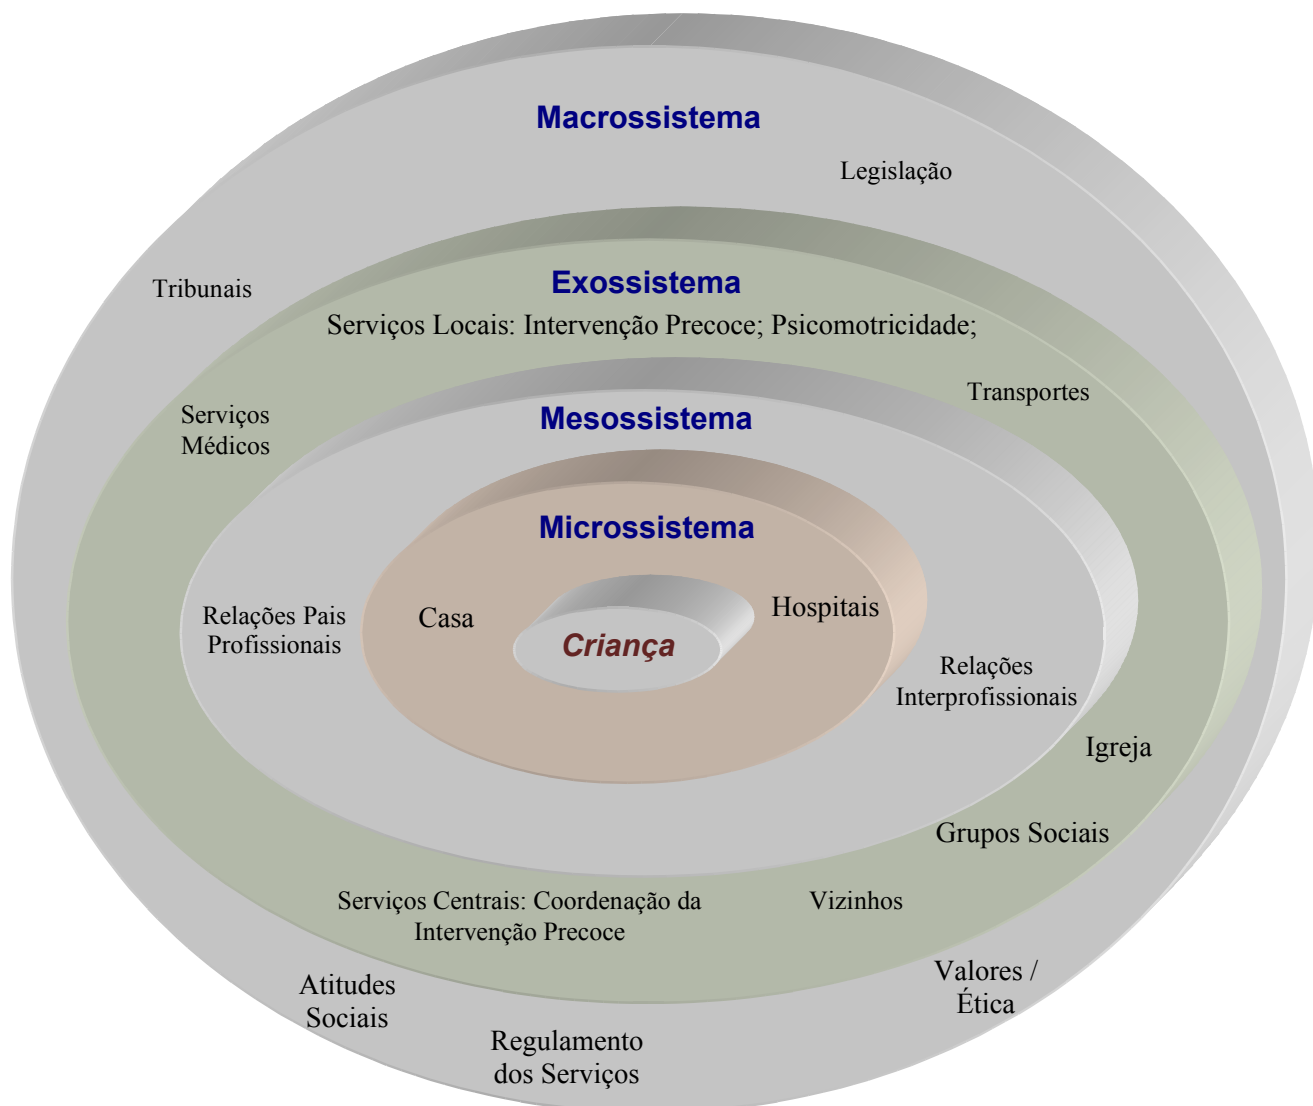 Macrossistema
Legislação
Tribunais
Exossistema
Serviços Locais: Intervenção Precoce; Psicomotricidade;
Transportes
Serviços
Médicos
Mesossistema
Microssistema
Relações Pais
Profissionais
Casa
Hospitais
Criança
Relações
Interprofissionais
Igreja
Grupos Sociais
Serviços Centrais: Coordenação da
Intervenção Precoce
Vizinhos
Atitudes
Sociais
Valores /
Ética
Regulamento
dos Serviços